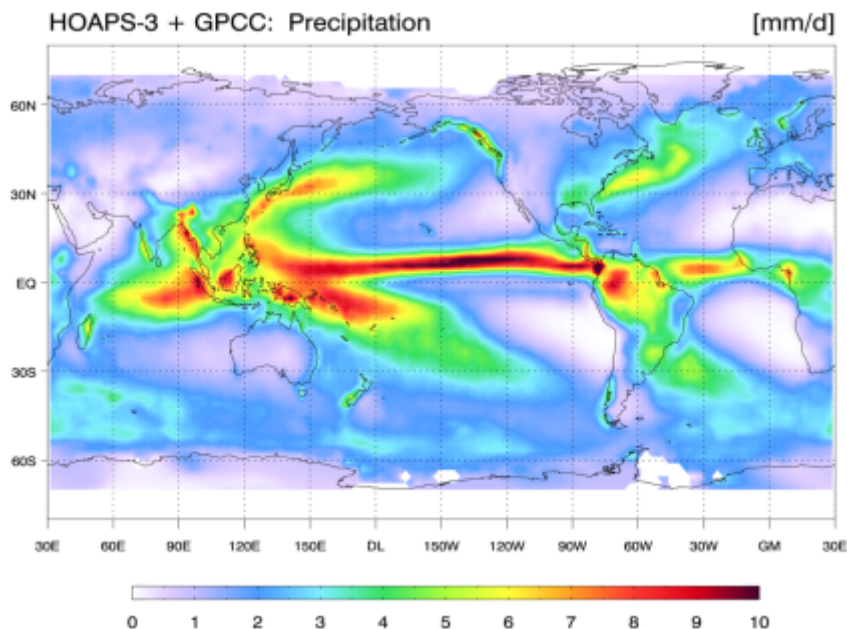 HOAPS-3 + GPCC: Precipitation [mm/d]
60N
30N
EQ
30S
60S
30E 60E 90E 120E 150E DL 150W 120W 90W 60W 30W GM 30E
0 1 2 3 4 5 6 7 8 9 10